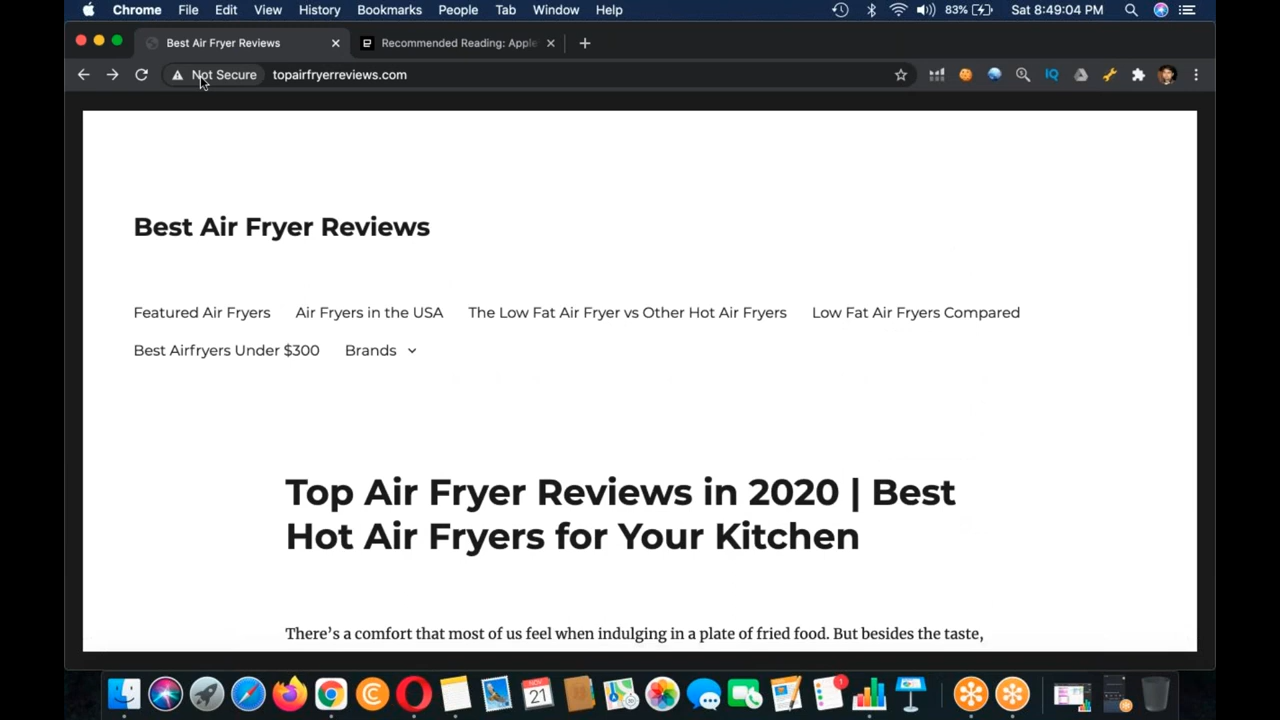 Chrome File Edit View History Bookmarks People Tab Window Help 83% Sat 8:49:04 PM
Best Air Fryer Reviews Recommended Reading: Apple
Not Secure topairfryerreviews.com IQ
Best Air Fryer Reviews
Featured Air Fryers Air Fryers in the USA The Low Fat Air Fryer vs Other Hot Air Fryers Low Fat Air Fryers Compared
Best Airfryers Under $300 Brands
Top Air Fryer Reviews in 2020 | Best
Hot Air Fryers for Your Kitchen
There’s a comfort that most of us feel when indulging in a plate of fried food. But besides the taste,
NOV
21
1